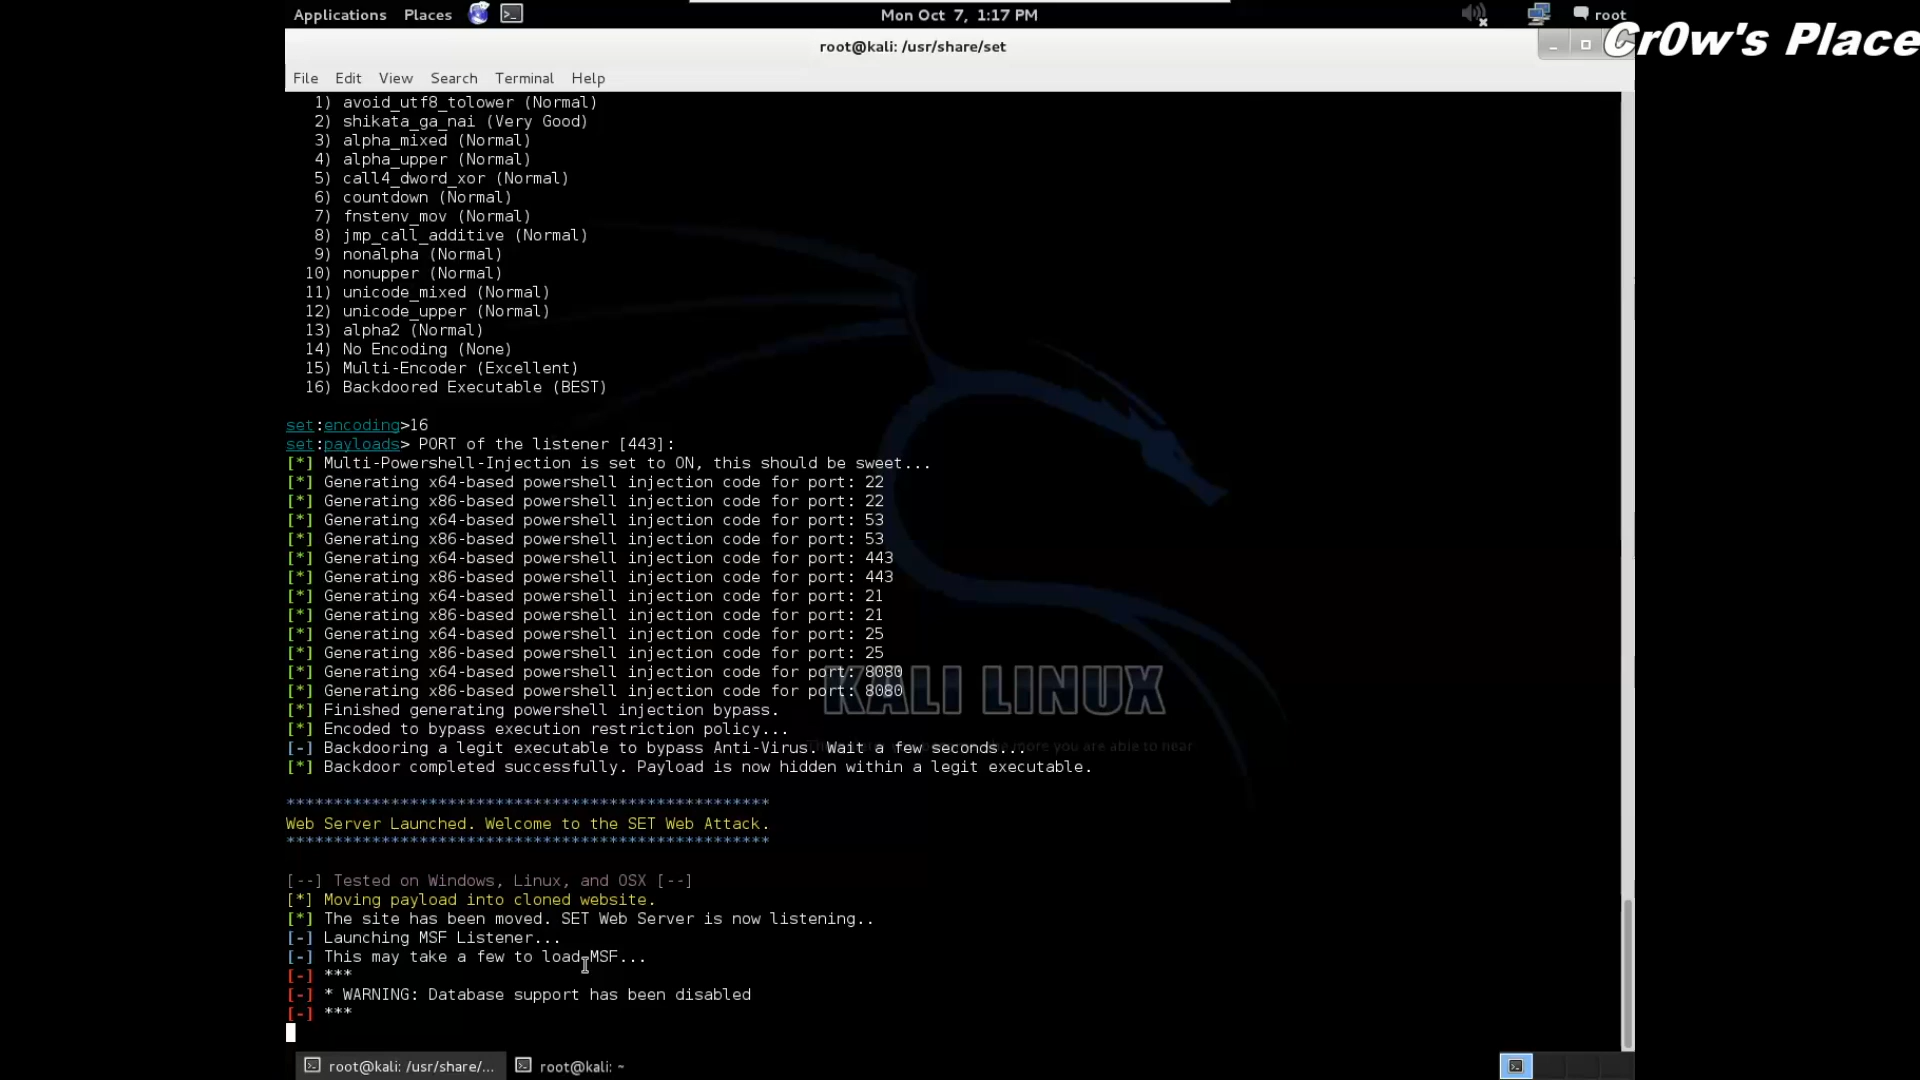 Applications Places Mon Oct 7, 1:17 PM root
Cr0w's Place
root@kali: /usr/share/set
File Edit View Search Terminal Help
1) avoid_utf8_tolower (Normal)
2) shikata_ga_nai (Very Good)
3) alpha_mixed (Normal)
4) alpha_upper (Normal)
5) call4_dword_xor (Normal)
6) countdown (Normal)
7) fnstenv_mov (Normal)
8) jmp_call_additive (Normal)
9) nonalpha (Normal)
10) nonupper (Normal)
11) unicode_mixed (Normal)
12) unicode_upper (Normal)
13) alpha2 (Normal)
14) No Encoding (None)
15) Multi-Encoder (Excellent)
16) Backdoored Executable (BEST)
set:encoding>16
set:payloads> PORT of the listener [443]:
[*] Multi-Powershell-Injection is set to ON, this should be sweet...
[*] Generating x64-based powershell injection code for port: 22
[*] Generating x86-based powershell injection code for port: 22
[*] Generating x64-based powershell injection code for port: 53
[*] Generating x86-based powershell injection code for port: 53
[*] Generating x64-based powershell injection code for port: 443
[*] Generating x86-based powershell injection code for port: 443
[*] Generating x64-based powershell injection code for port: 21
[*] Generating x86-based powershell injection code for port: 21
[*] Generating x64-based powershell injection code for port: 25
[*] Generating x86-based powershell injection code for port: 25
[*] Generating x64-based powershell injection code for port: 8080
[*] Generating x86-based powershell injection code for port: 8080
KALI LINUX
[*] Finished generating powershell injection bypass.
[*] Encoded to bypass execution restriction policy...
[-] Backdooring a legit executable to bypass Anti-Virus. Wait a few seconds...
more you are able to hear
[*] Backdoor completed successfully. Payload is now hidden within a legit executable.
***************************************************
Web Server Launched. Welcome to the SET Web Attack.
***************************************************
[--] Tested on Windows, Linux, and OSX [--]
[*] Moving payload into cloned website.
[*] The site has been moved. SET Web Server is now listening..
[-] Launching MSF Listener...
[-] This may take a few to load MSF...
[-] ***
[-] * WARNING: Database support has been disabled
[-] ***
root@kali: /usr/share/... root@kali: ~